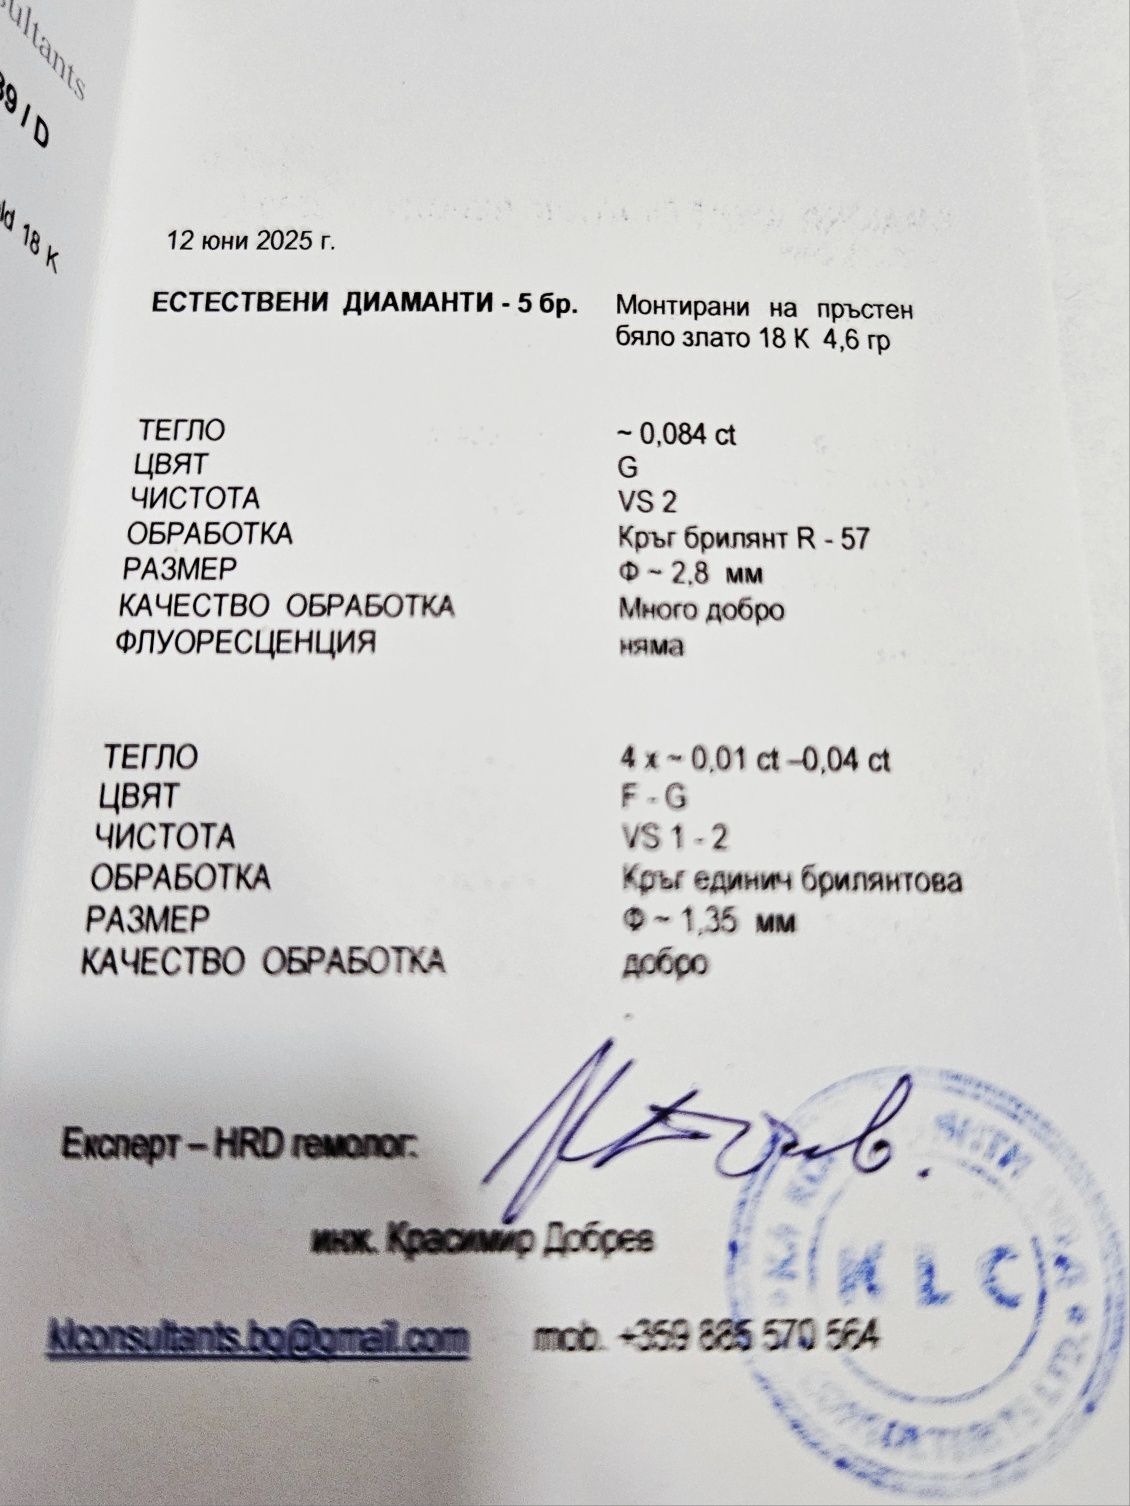 ultants
39 / D
ld 18 K
12 юни 2025 г.
ЕСТЕСТВЕНИ ДИАМАНТИ - 5 бр. Монтирани на пръстен
бяло злато 18 К 4,6 гр
ТЕГЛО ~ 0,084 ct
ЦВЯТ G
ЧИСТОТА VS 2
ОБРАБОТКА Кръг брилянт R - 57
РАЗМЕР Ф ~ 2,8 мм
КАЧЕСТВО ОБРАБОТКА Много добро
ФЛУОРЕСЦЕНЦИЯ няма
ТЕГЛО 4 x ~ 0,01 ct –0,04 ct
ЦВЯТ F - G
ЧИСТОТА VS 1 - 2
ОБРАБОТКА Кръг единич брилянтова
РАЗМЕР Ф ~ 1,35 мм
КАЧЕСТВО ОБРАБОТКА добро
Експерт – HRD гемолог:
инж. Красимир Добрев
klconsultants.bg@gmail.com mob. +359 885 570 564
KLC